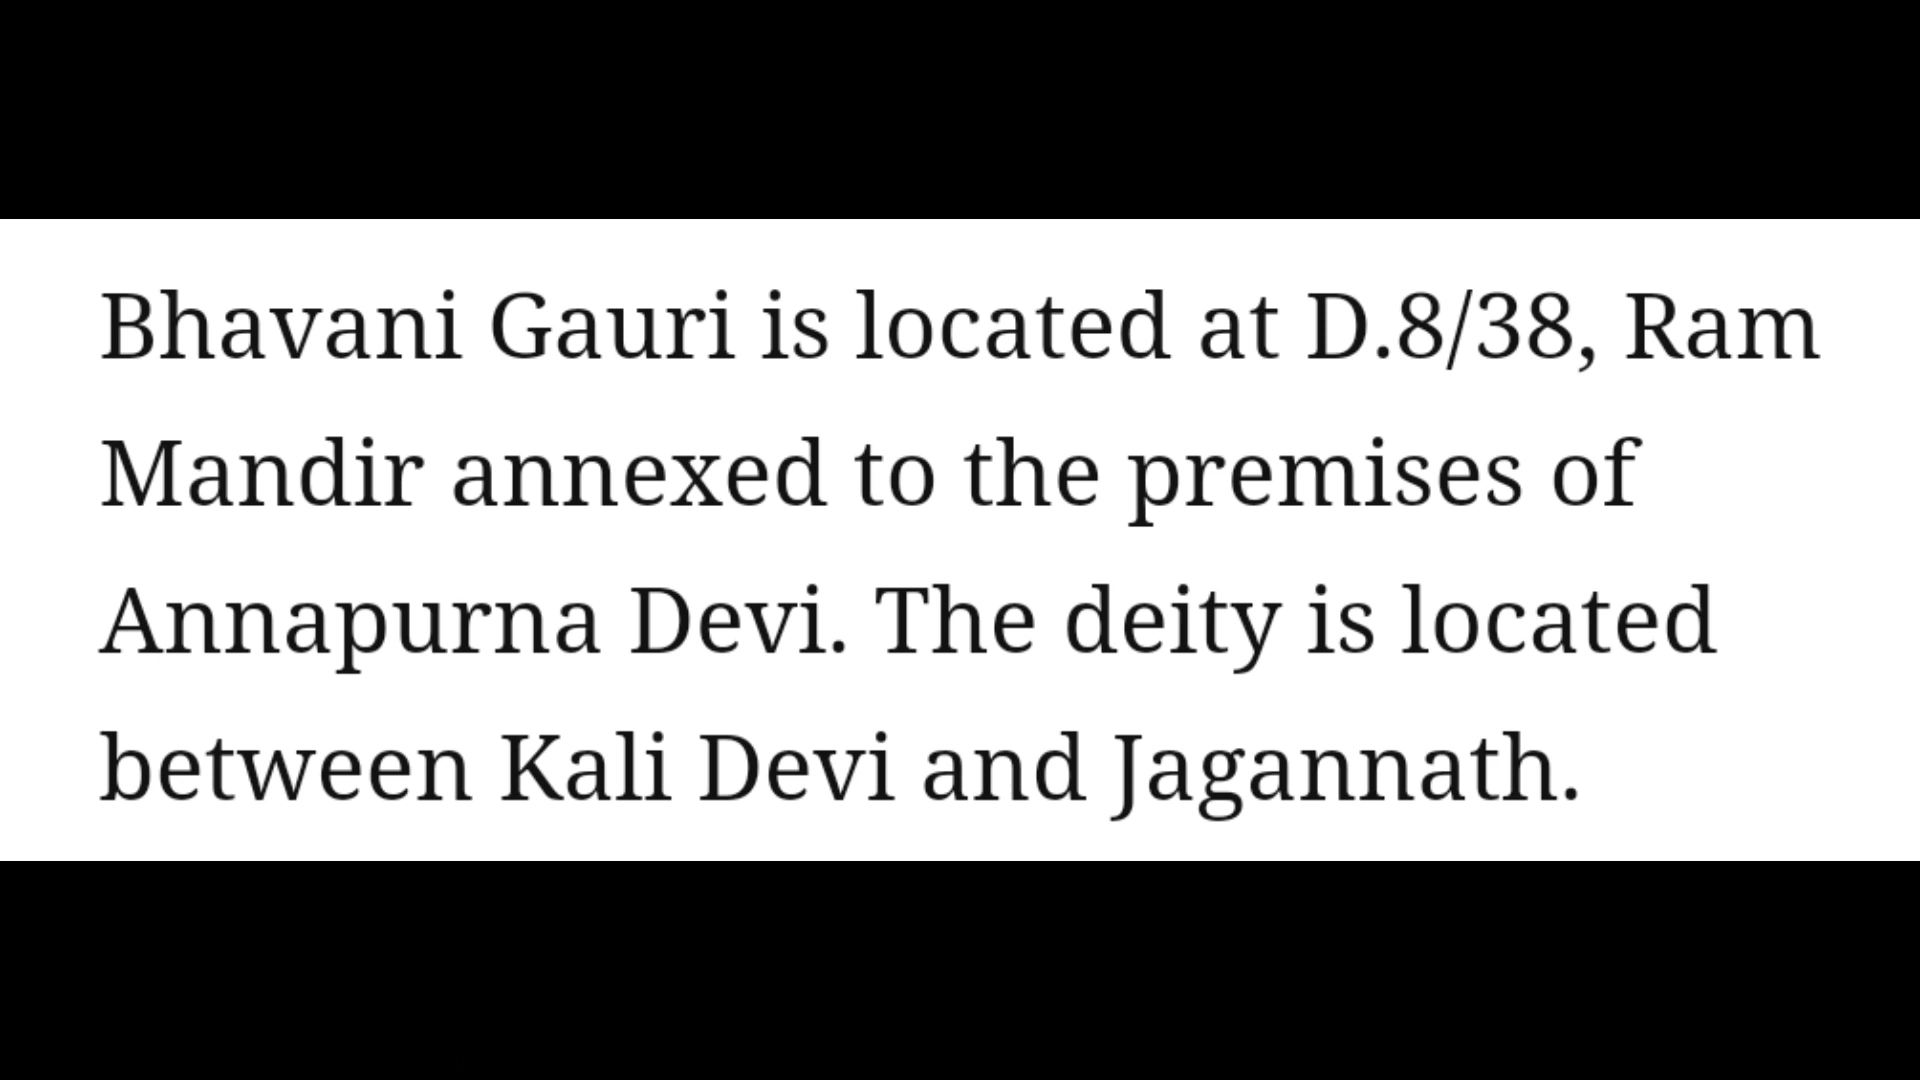 Bhavani Gauri is located at D.8/38, Ram
Mandir annexed to the premises of
Annapurna Devi. The deity is located
between Kali Devi and Jagannath.